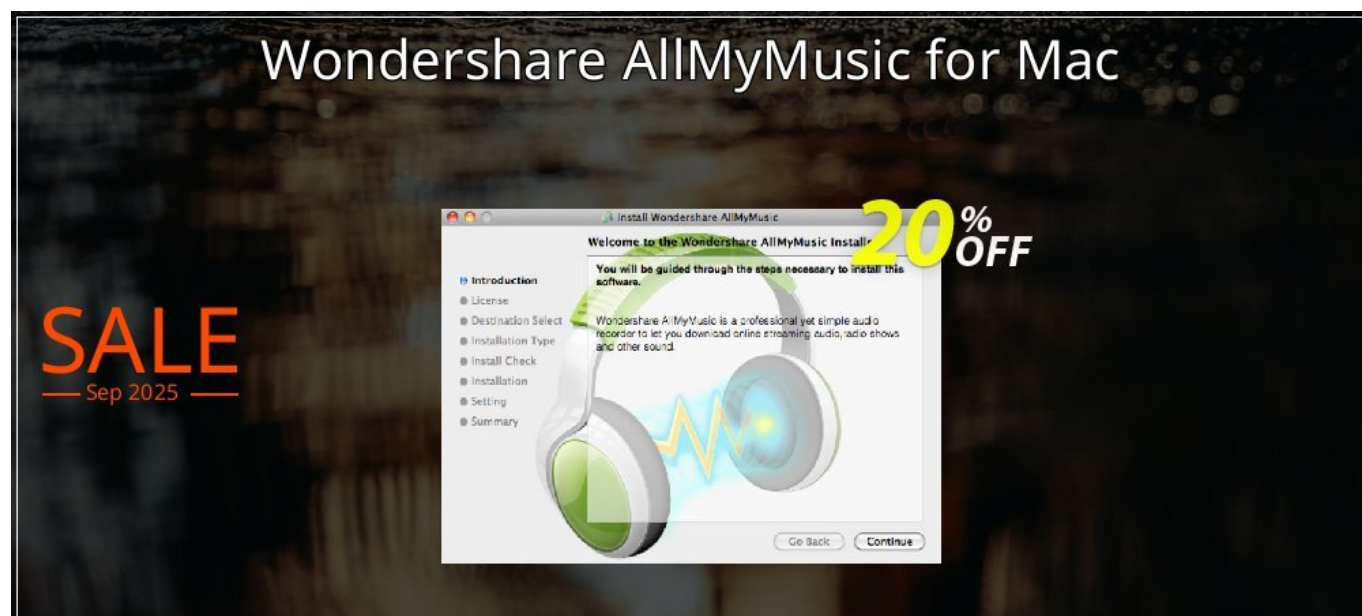 Wondershare AllMyMusic for Mac
20% OFF
SALE
Sep 2025
Install Wondershare AllMyMusic
Welcome to the Wondershare AllMyMusic Install
Introduction
License
Destination Select
Installation Type
Install Check
Installation
Setting
Summary
You will be guided through the steps necessary to install this
software.
Wondershare AllMyMusic is a professional yet simple audio
recorder to let you download online streaming audio, radio shows
and other sound.
Go Back
Continue